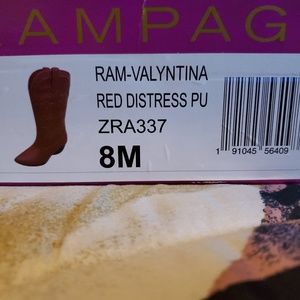 AMPAG
RAM-VALYNTINA
RED DISTRESS PU
ZRA337
8M
1 91045 56409